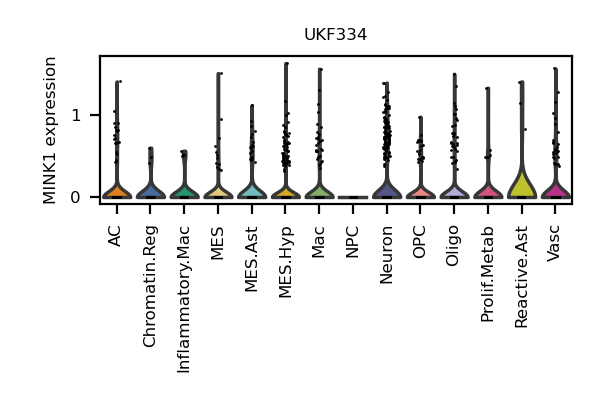 UKF334
MINK1 expression
1
0
AC
Chromatin.Reg
Inflammatory.Mac
MES
MES.Ast
MES.Hyp
Mac
NPC
Neuron
OPC
Oligo
Prolif.Metab
Reactive.Ast
Vasc